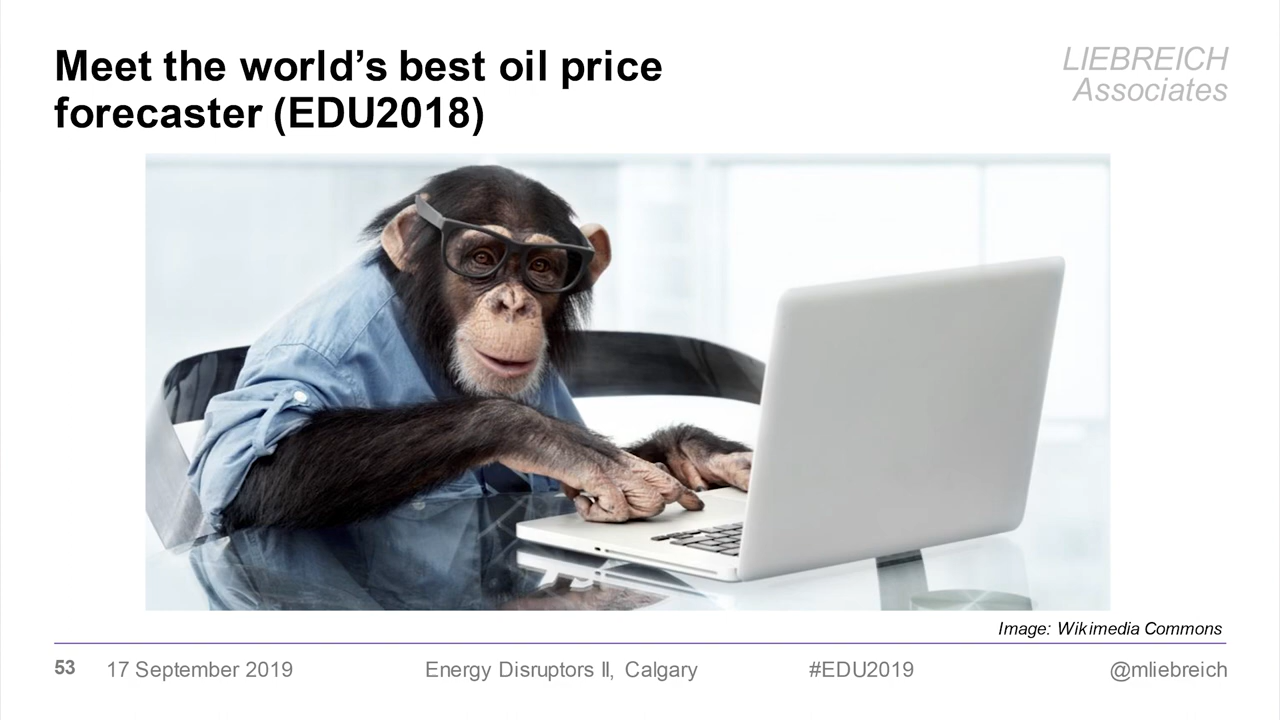 Meet the world’s best oil price
forecaster (EDU2018)
LIEBREICH
Associates
Image: Wikimedia Commons
53 17 September 2019 Energy Disruptors II, Calgary #EDU2019 @mliebreich